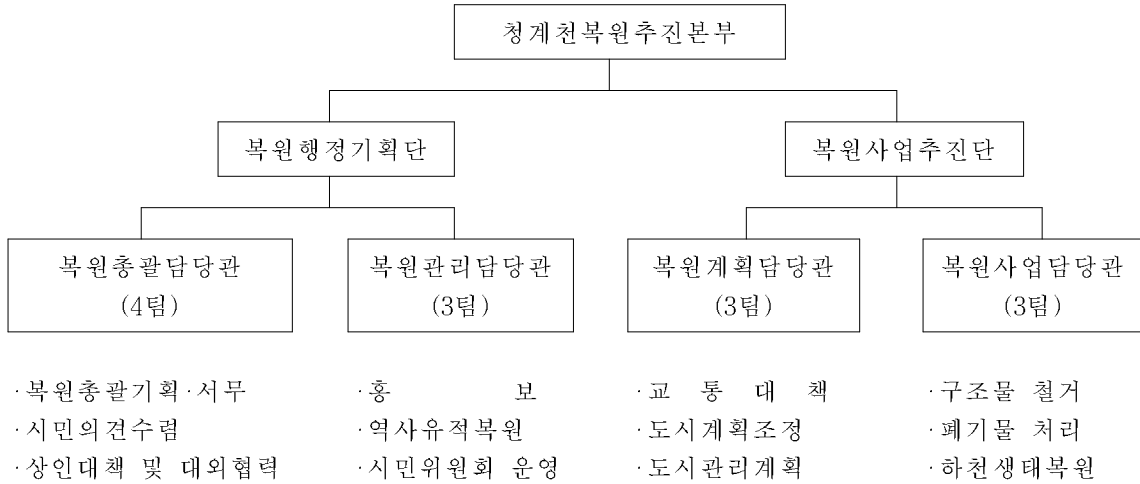 청계천복원추진본부
복원행정기획단
복원사업추진단
복원총괄담당관
(4팀)
복원관리담당관
(3팀)
복원계획담당관
(3팀)
복원사업담당관
(3팀)
·복원총괄기획·서무
·시민의견수렴
·상인대책 및 대외협력
·홍 보
·역사유적복원
·시민위원회 운영
·교 통 대 책
·도시계획조정
·도시관리계획
·구조물 철거
·폐기물 처리
·하천생태복원